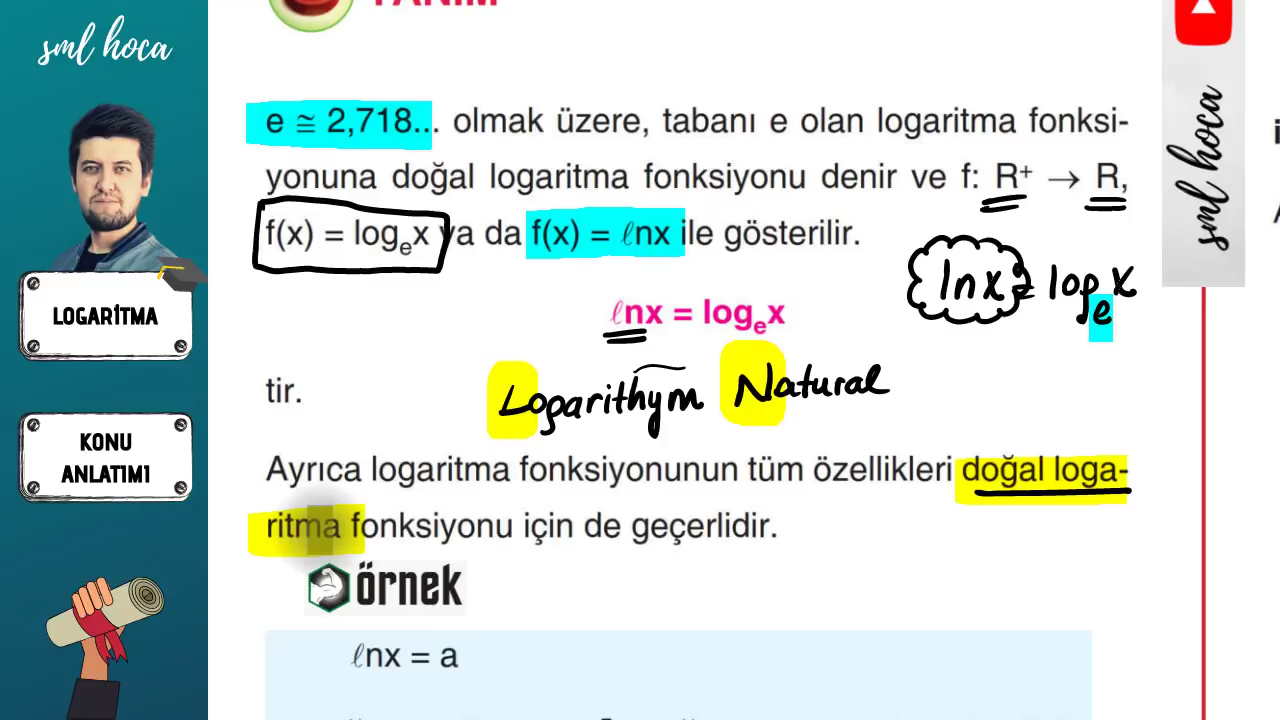 sml hoca
LOGARİTMA
KONU
ANLATIMI
TANIM
e ≅ 2,718... olmak üzere, tabanı e olan logaritma fonksi-
yonuna doğal logaritma fonksiyonu denir ve f: R⁺ → R,
f(x) = logₑx ya da f(x) = ℓnx ile gösterilir.
lnx = logₑx
ℓnx = logₑx
Logarithym Natural
tir.
Ayrıca logaritma fonksiyonunun tüm özellikleri doğal loga-
ritma fonksiyonu için de geçerlidir.
örnek
ℓnx = a
sml hoca